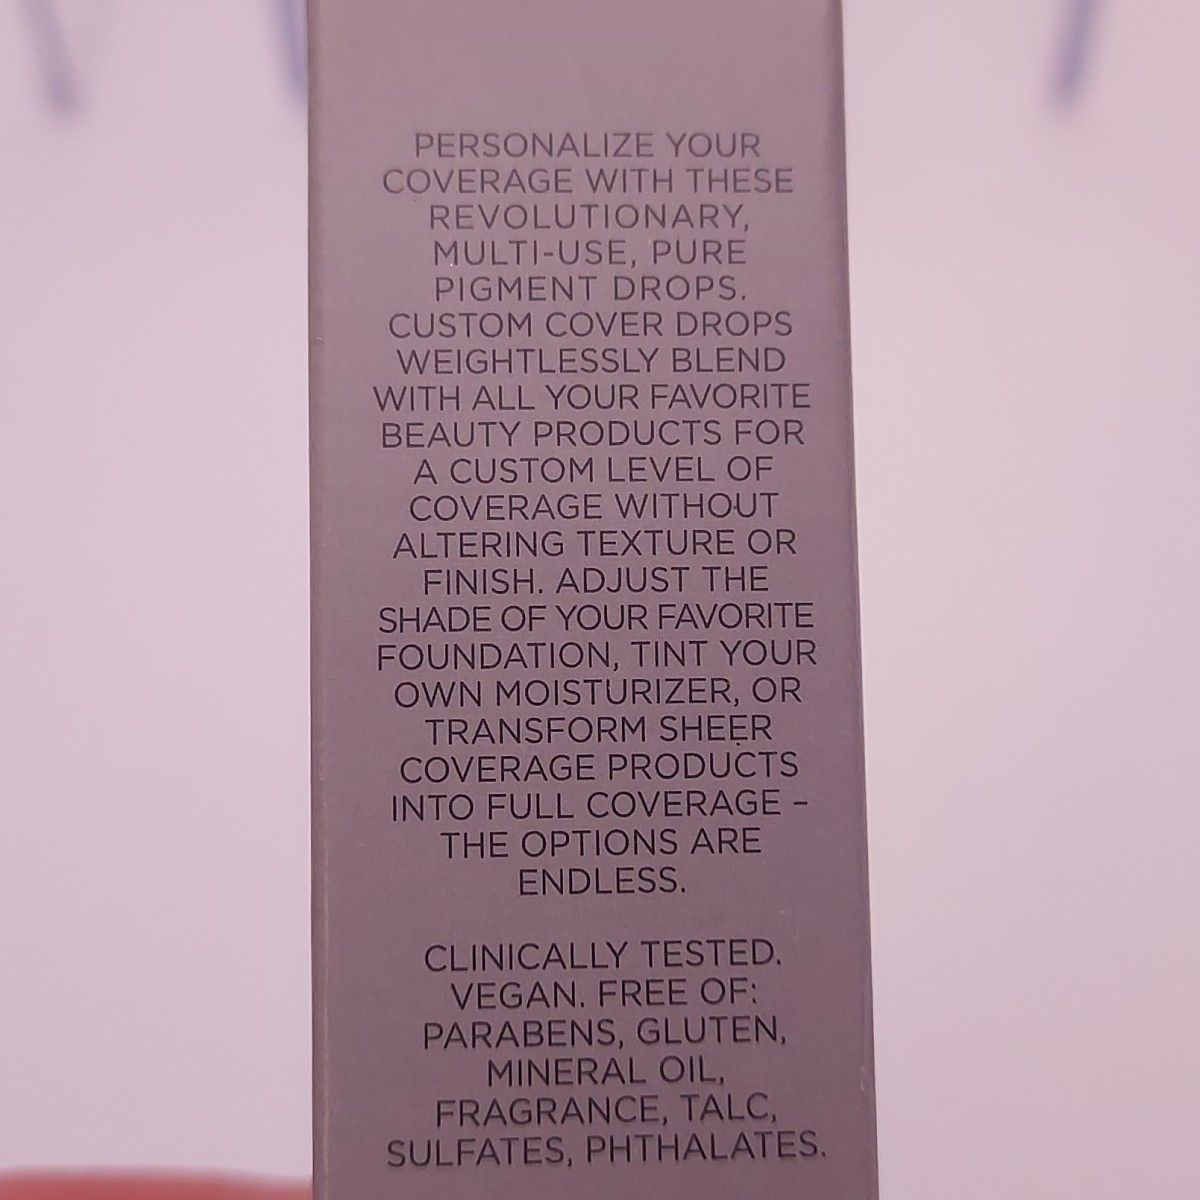 PERSONALIZE YOUR
COVERAGE WITH THESE
REVOLUTIONARY,
MULTI-USE, PURE
PIGMENT DROPS.
CUSTOM COVER DROPS
WEIGHTLESSLY BLEND
WITH ALL YOUR FAVORITE
BEAUTY PRODUCTS FOR
A CUSTOM LEVEL OF
COVERAGE WITHOUT
ALTERING TEXTURE OR
FINISH. ADJUST THE
SHADE OF YOUR FAVORITE
FOUNDATION, TINT YOUR
OWN MOISTURIZER, OR
TRANSFORM SHEER
COVERAGE PRODUCTS
INTO FULL COVERAGE –
THE OPTIONS ARE
ENDLESS.
CLINICALLY TESTED.
VEGAN. FREE OF:
PARABENS, GLUTEN,
MINERAL OIL,
FRAGRANCE, TALC,
SULFATES, PHTHALATES.